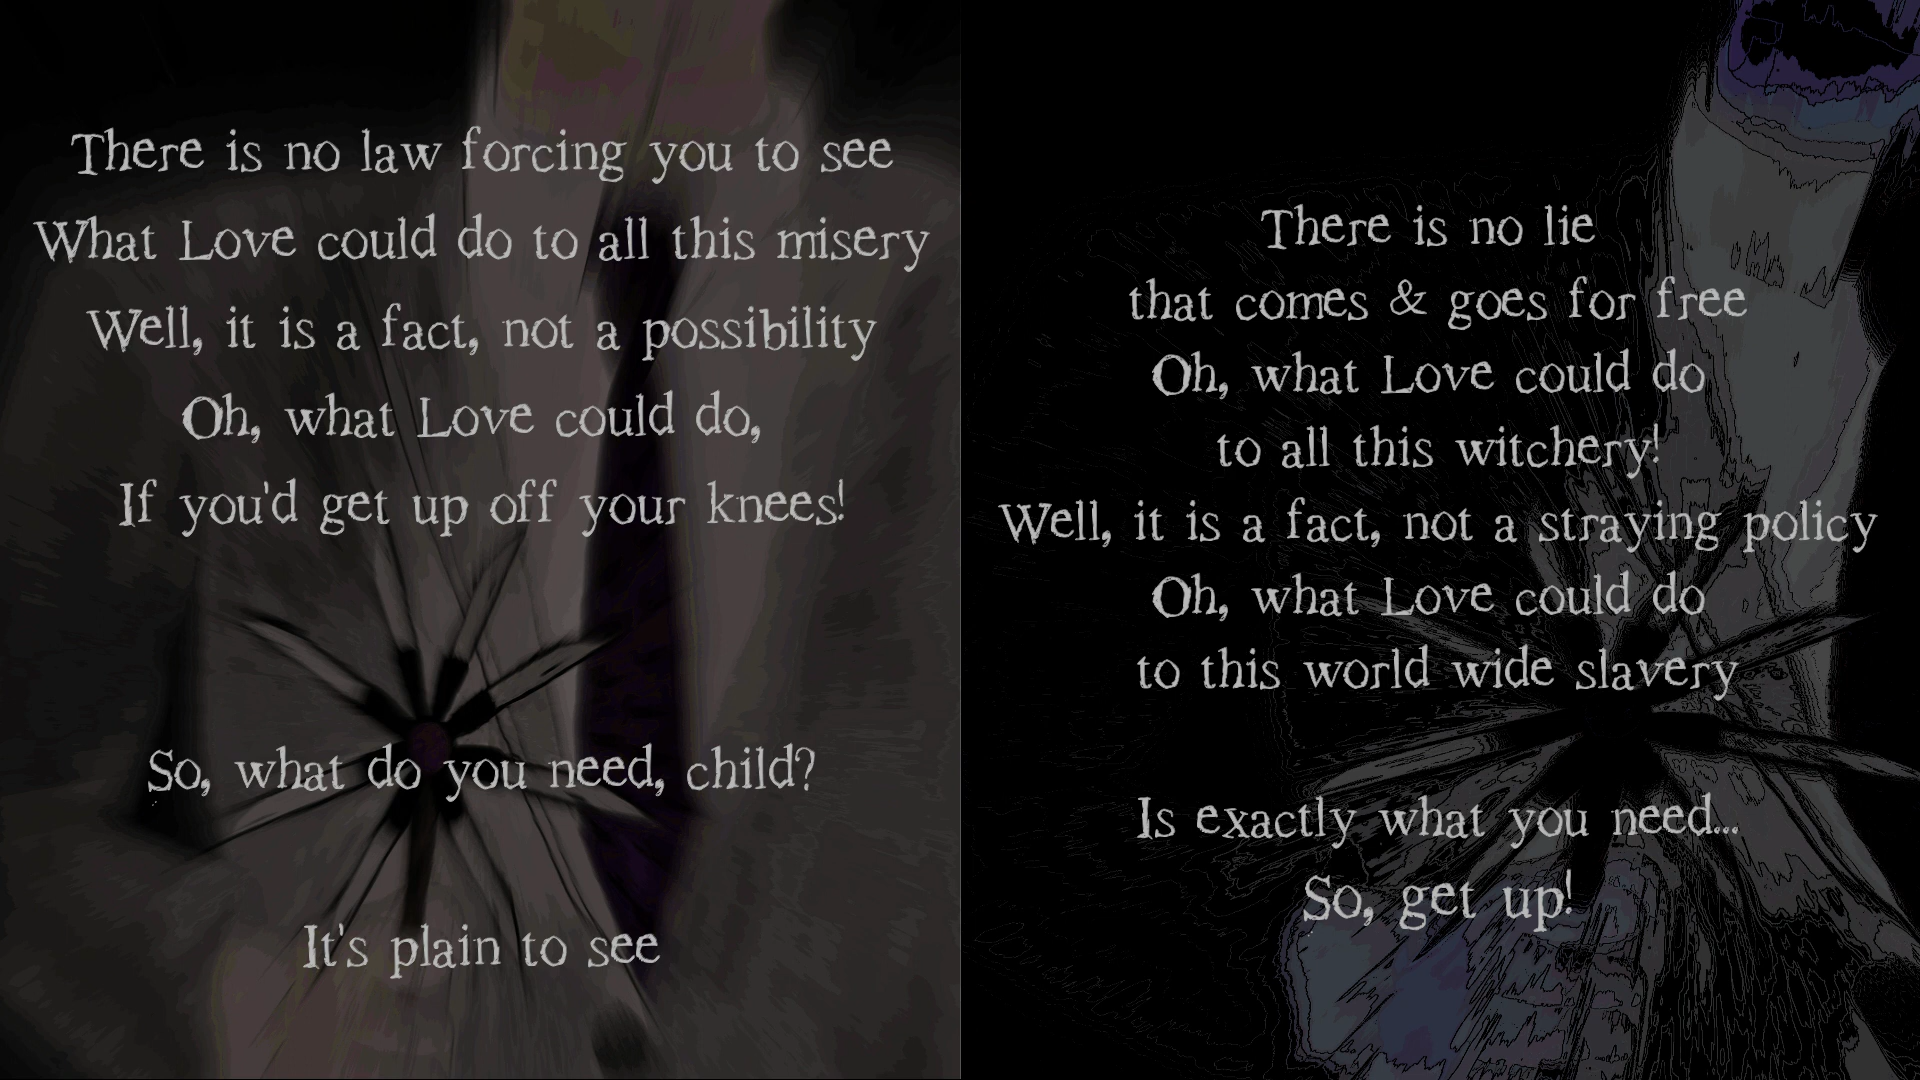 There is no law forcing you to see
What Love could do to all this misery
Well, it is a fact, not a possibility
Oh, what Love could do,
If you'd get up off your knees!
So, what do you need, child?
It's plain to see
There is no lie
that comes & goes for free
Oh, what Love could do
to all this witchery!
Well, it is a fact, not a straying policy
Oh, what Love could do
to this world wide slavery
Is exactly what you need...
So, get up!